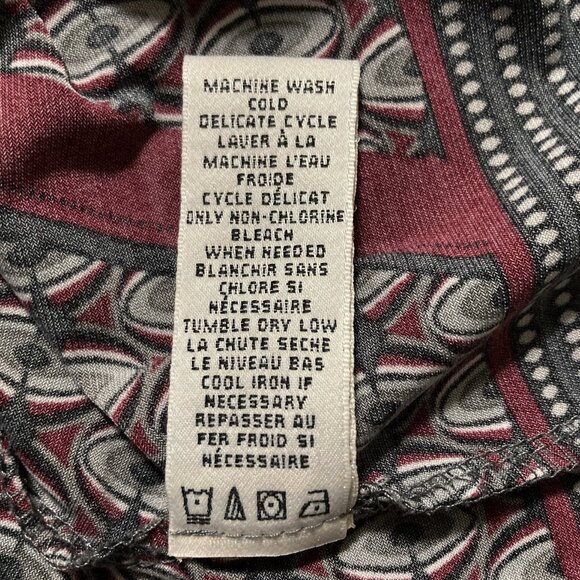 MACHINE WASH
COLD
DELICATE CYCLE
LAVER À LA
MACHINE L'EAU
FROIDE
CYCLE DÉLICAT
ONLY NON-CHLORINE
BLEACH
WHEN NEEDED
BLANCHIR SANS
CHLORE SI
NÉCESSAIRE
TUMBLE DRY LOW
LA CHUTE SECHE
LE NIVEAU BAS
COOL IRON IF
NECESSARY
REPASSER AU
FER FROID SI
NÉCESSAIRE